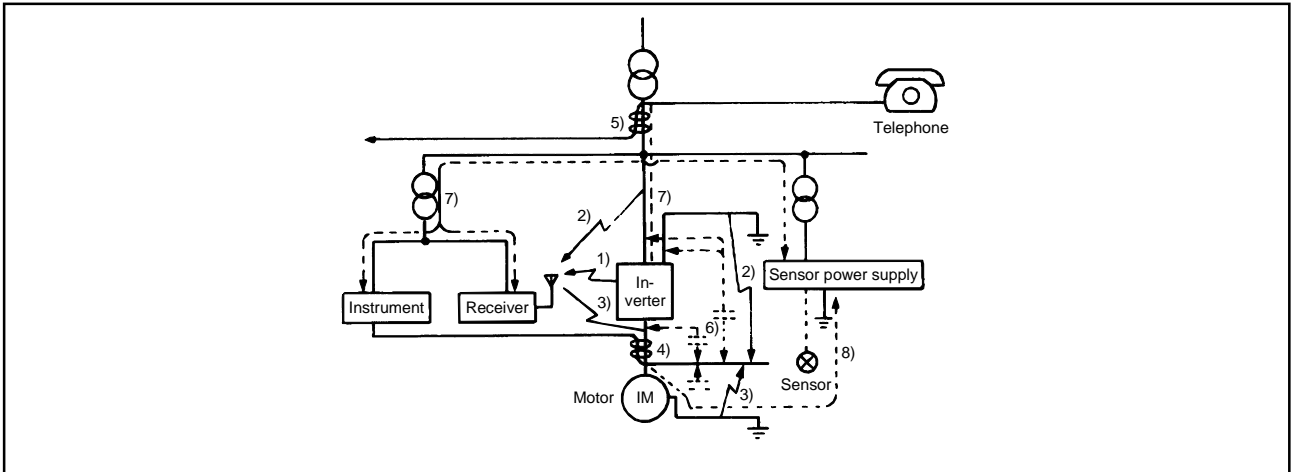 5)
Telephone
7)
7)
2)
1)
2)
Sensor power supply
In-
verter
3)
Instrument
Receiver
6)
4)
8)
Sensor
3)
Motor
IM